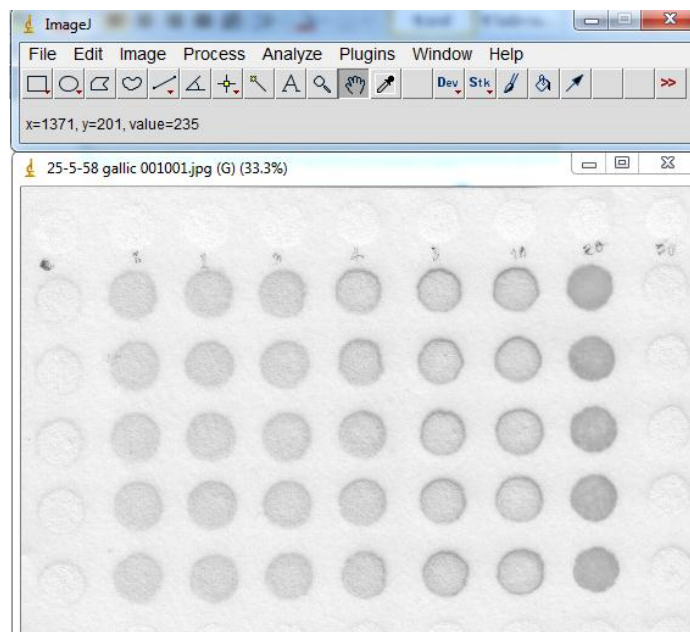 ImageJ
File Edit Image Process Analyze Plugins Window Help
Dev Stk >>
x=1371, y=201, value=235
25-5-58 gallic 001001.jpg (G) (33.3%)
10 20